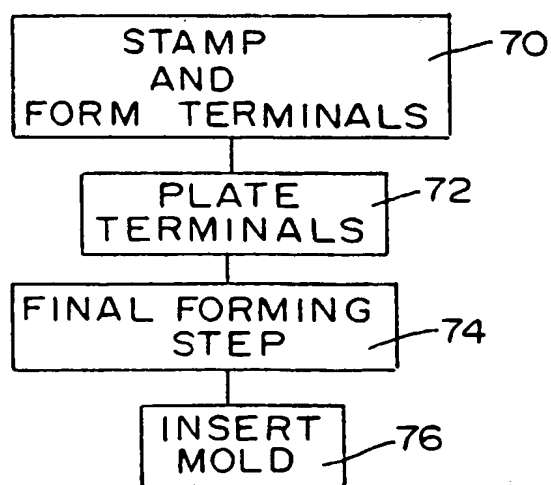 STAMP
AND
FORM TERMINALS
70
PLATE
TERMINALS
72
FINAL FORMING
STEP
74
INSERT
MOLD
76